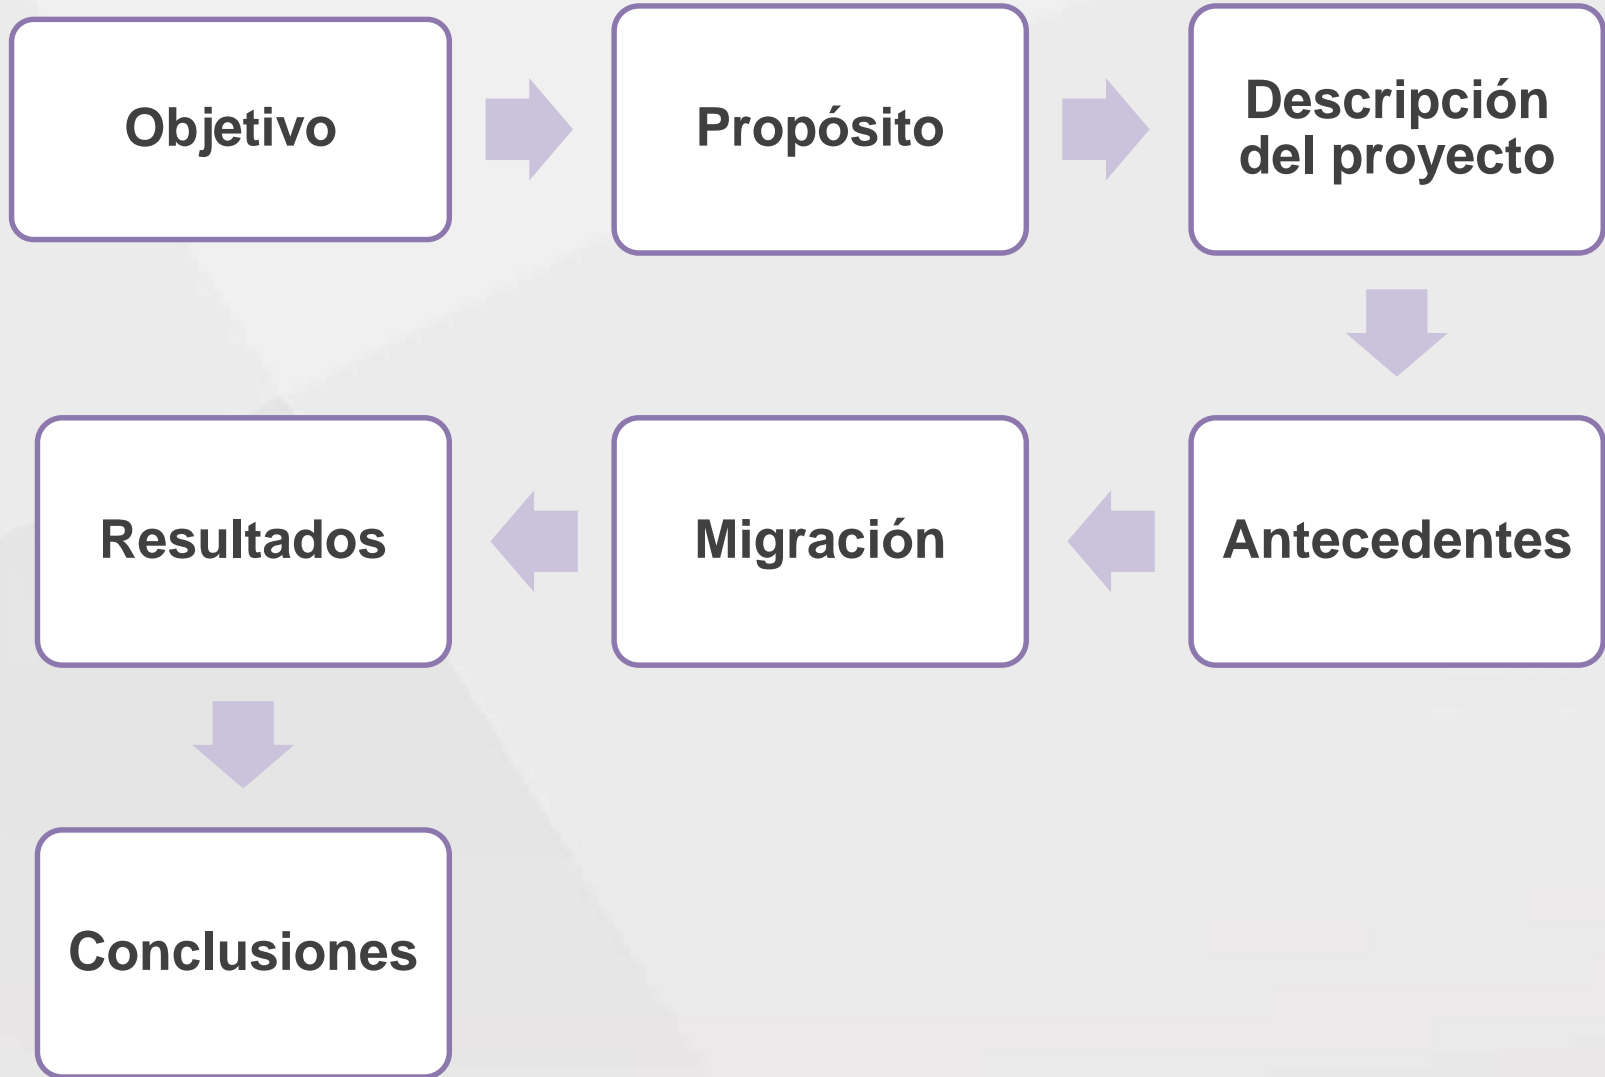 Objetivo
Propósito
Descripción
del proyecto
Antecedentes
Migración
Resultados
Conclusiones